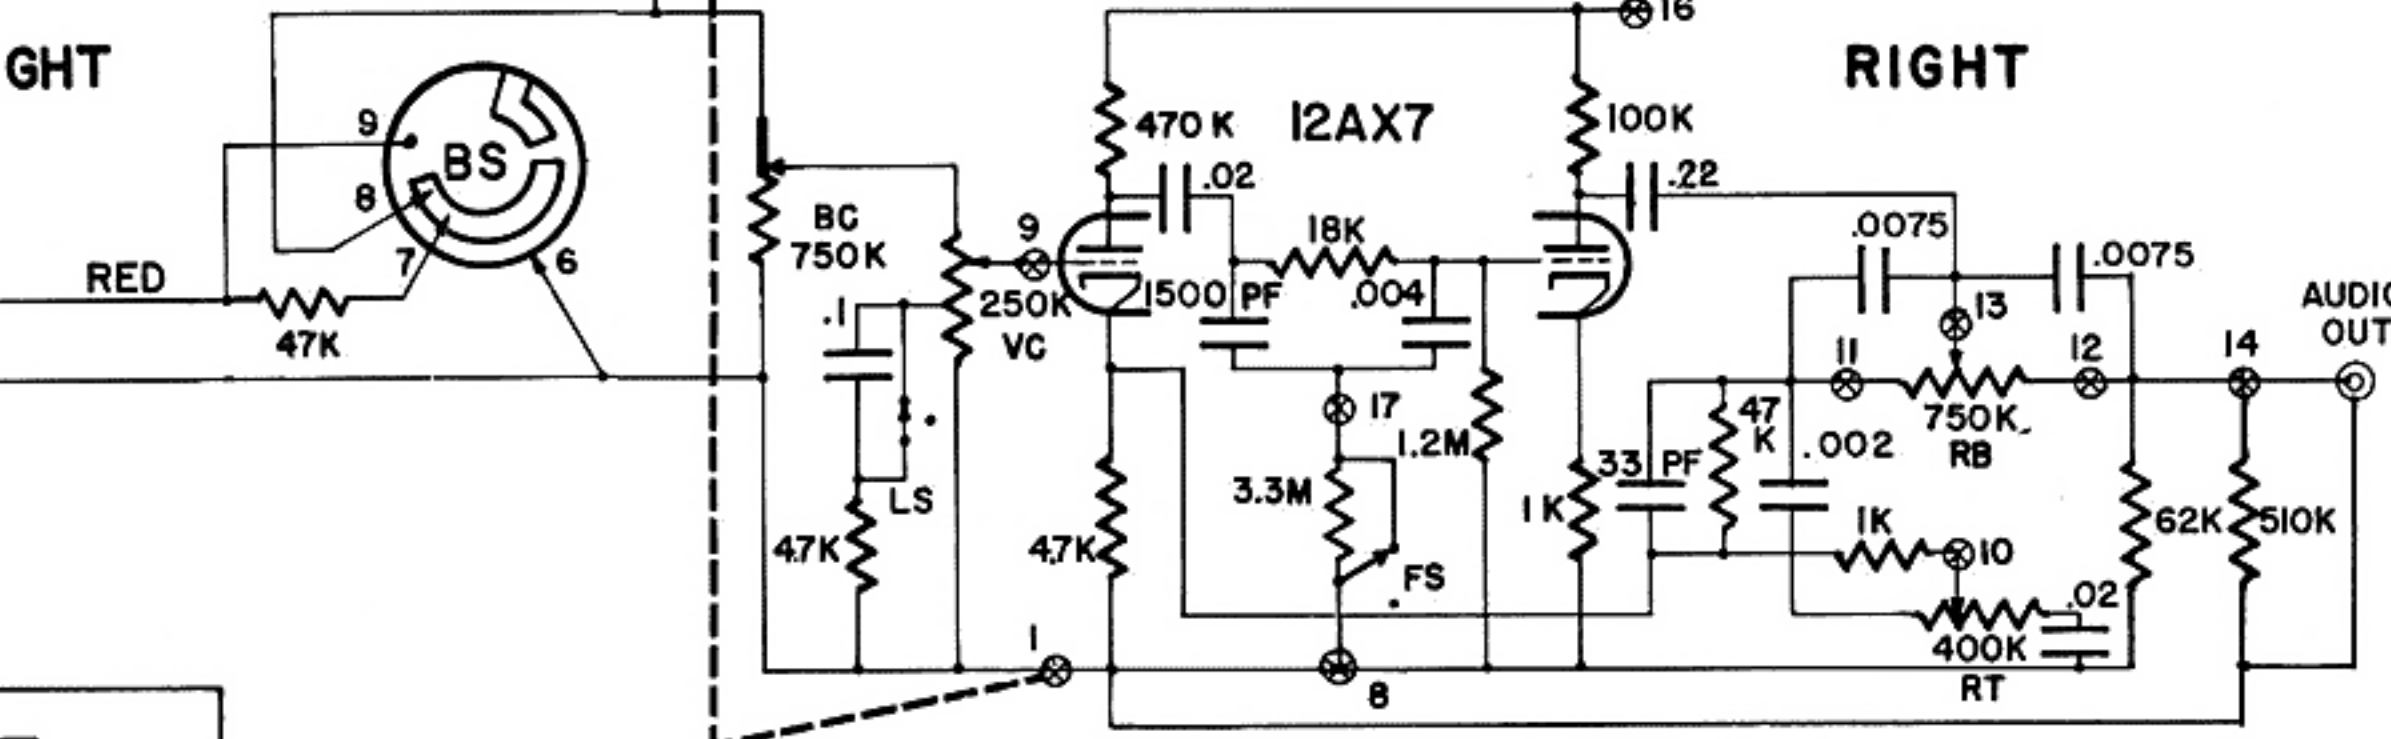 GHT
9
BS
8
7
6
RED
47K
BC
750K
.1
250K
VC
LS
47K
1
9
470 K
.02
12AX7
18K
1500 PF
.004
17
1.2M
3.3M
FS
4.7K
8
16
100K
.22
RIGHT
.0075
.0075
13
11
12
14
AUDIO
OUT
750K
RB
47
K
.002
33 PF
1K
1K
10
62K
510K
.02
400K
RT